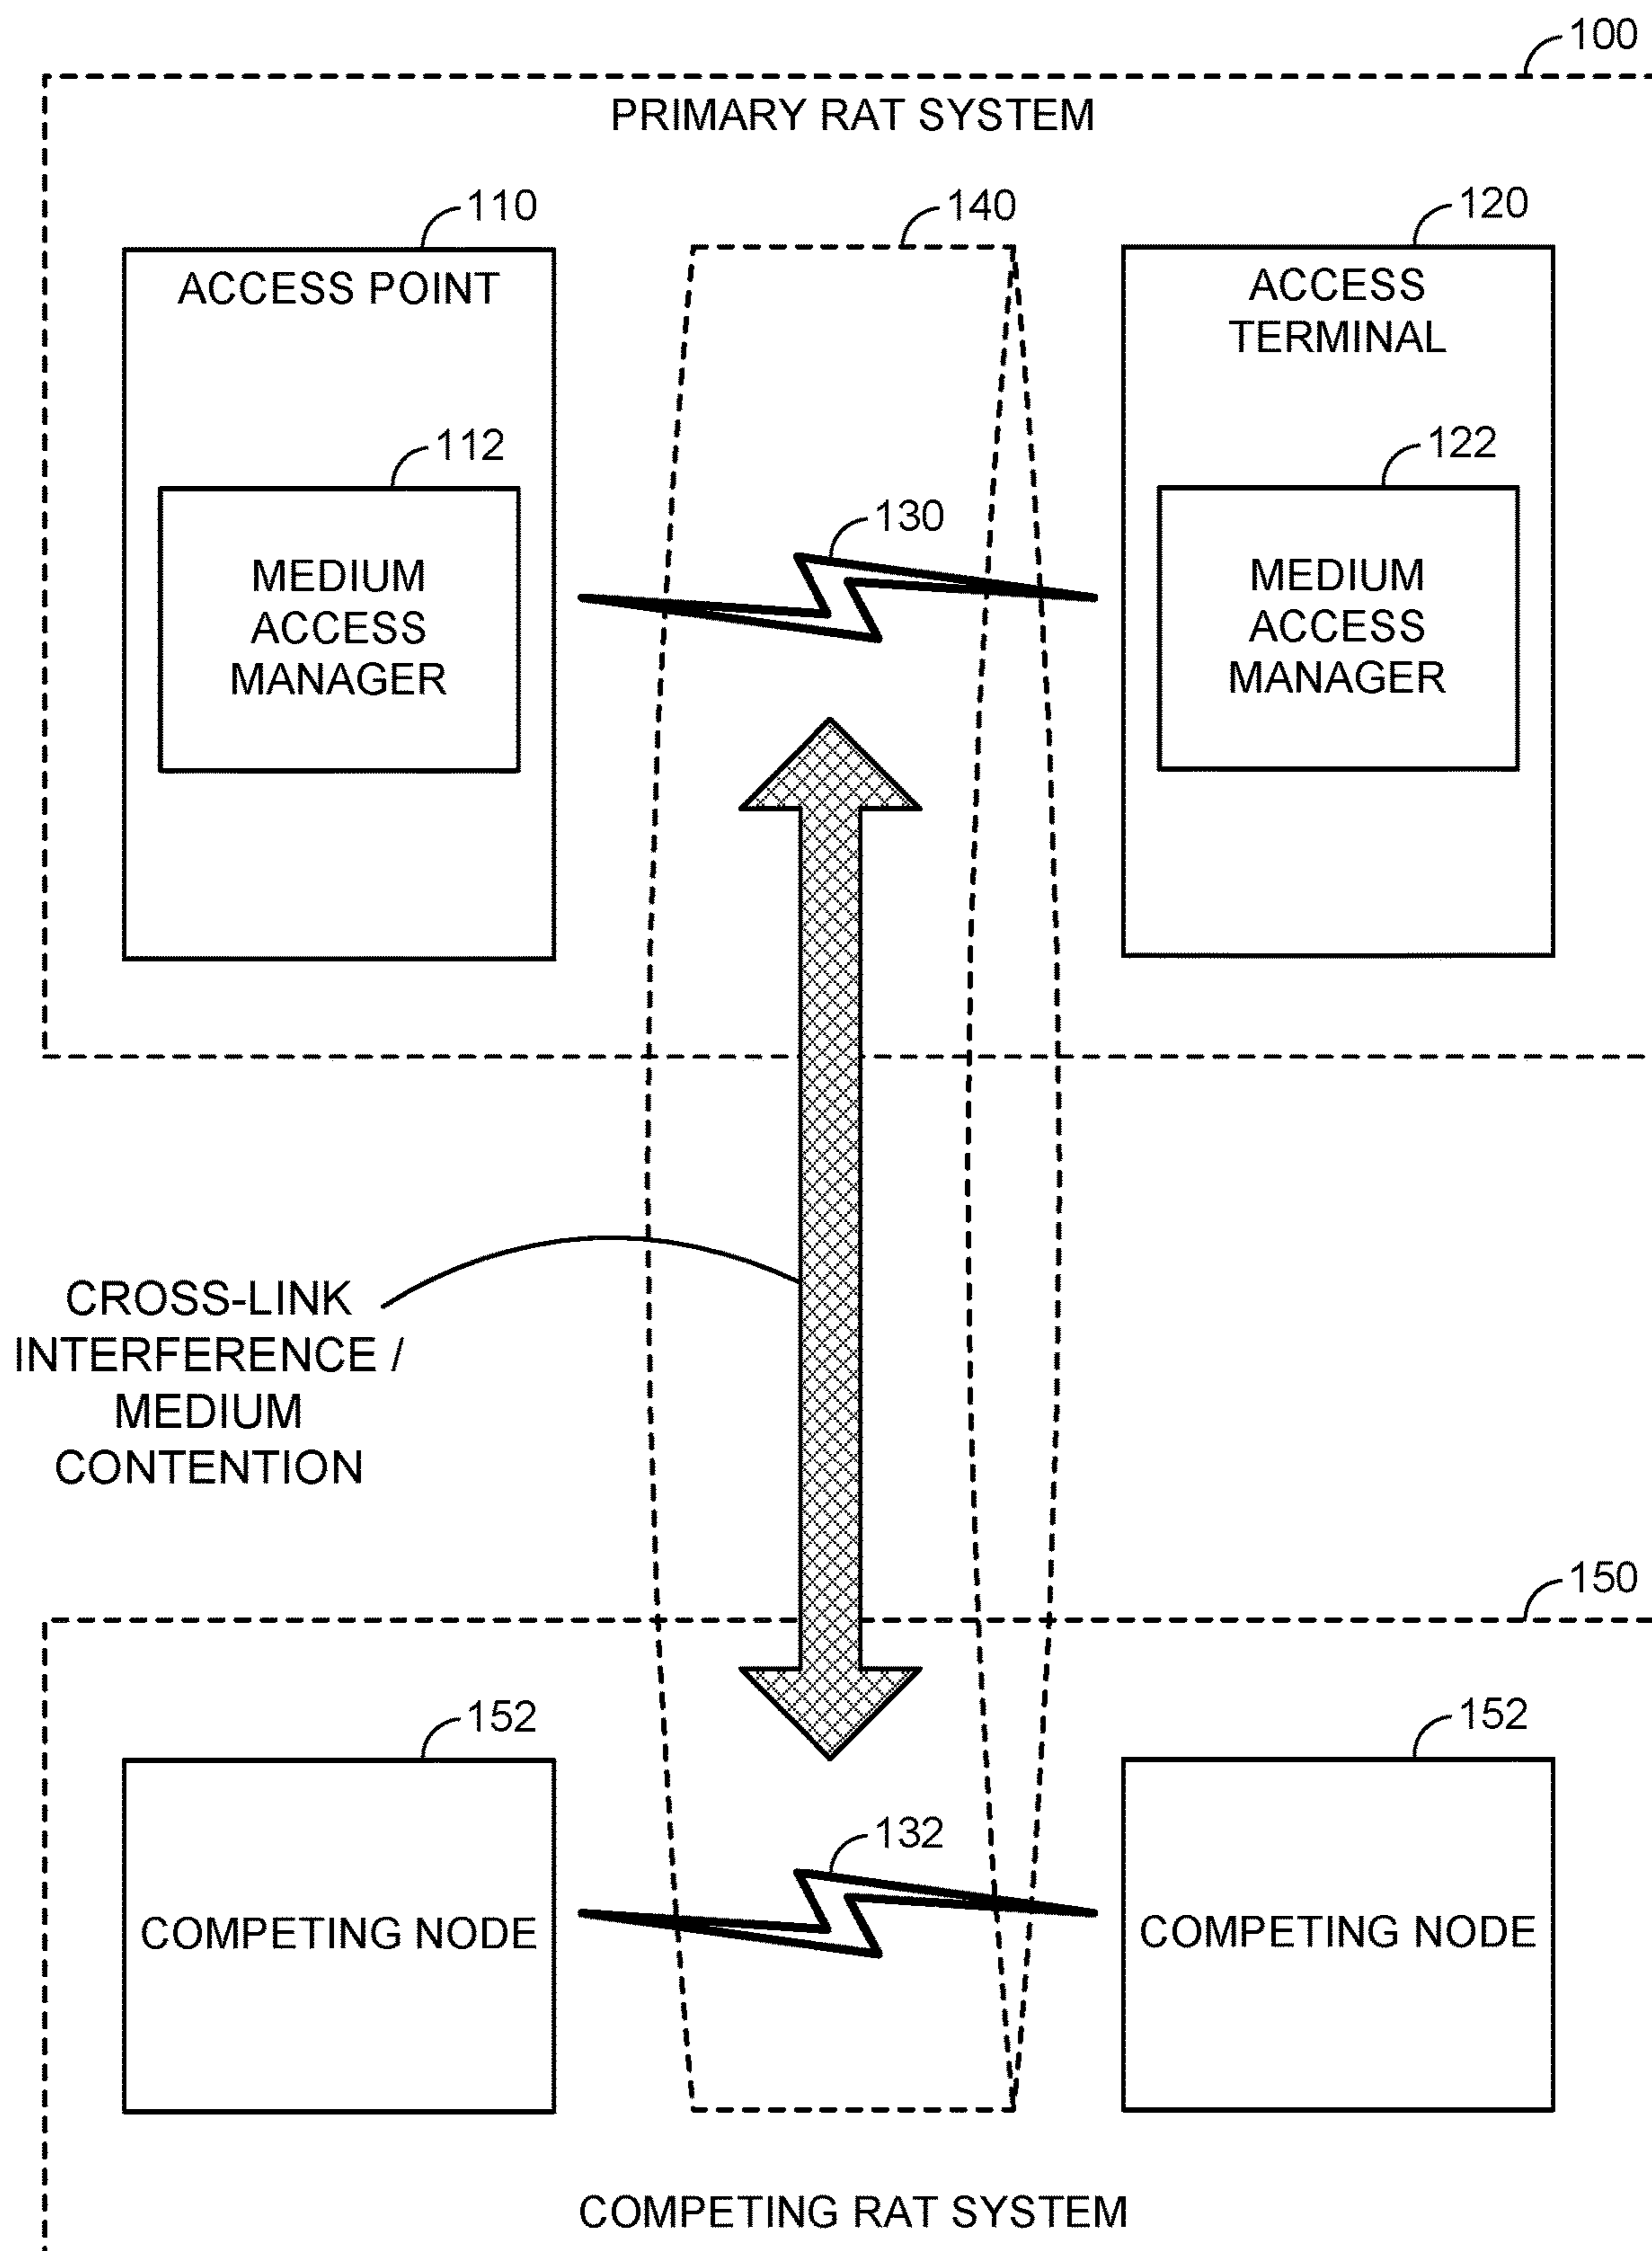 100
PRIMARY RAT SYSTEM
110
140
120
ACCESS POINT
ACCESS
TERMINAL
112
122
130
MEDIUM
ACCESS
MANAGER
MEDIUM
ACCESS
MANAGER
CROSS-LINK
INTERFERENCE /
MEDIUM
CONTENTION
150
152
152
132
COMPETING NODE
COMPETING NODE
COMPETING RAT SYSTEM